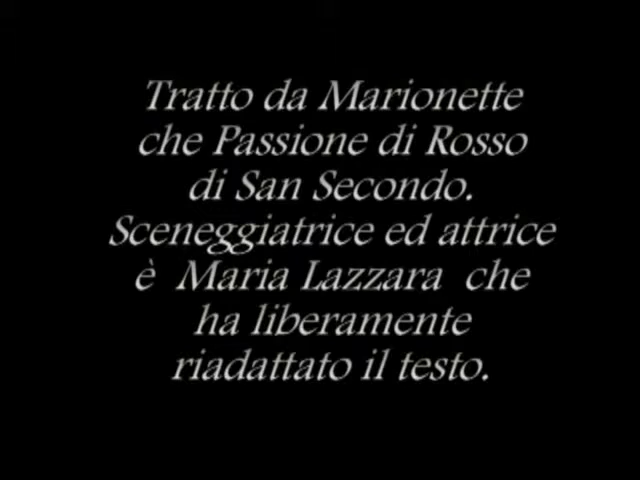 Tratto da Marionette
che Passione di Rosso
di San Secondo.
Sceneggiatrice ed attrice
è Maria Lazzara che
ha liberamente
riadattato il testo.